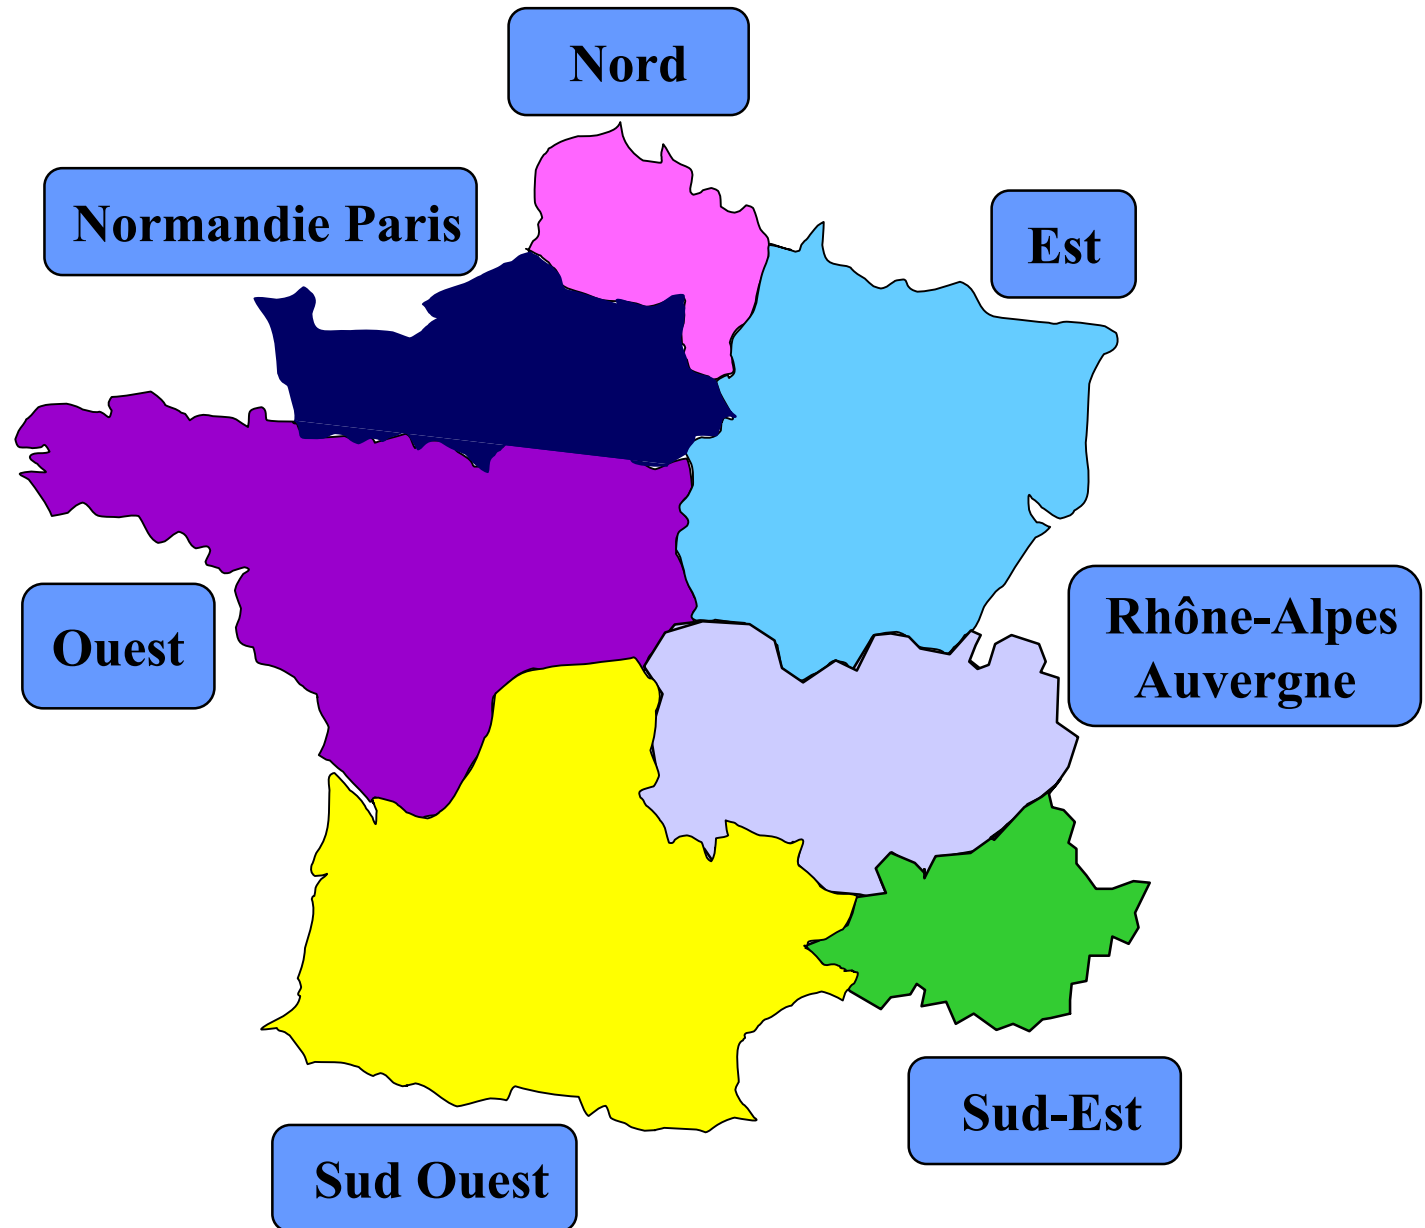 Nord
Normandie Paris
Est
Ouest
Rhône-Alpes
Auvergne
Sud-Est
Sud Ouest